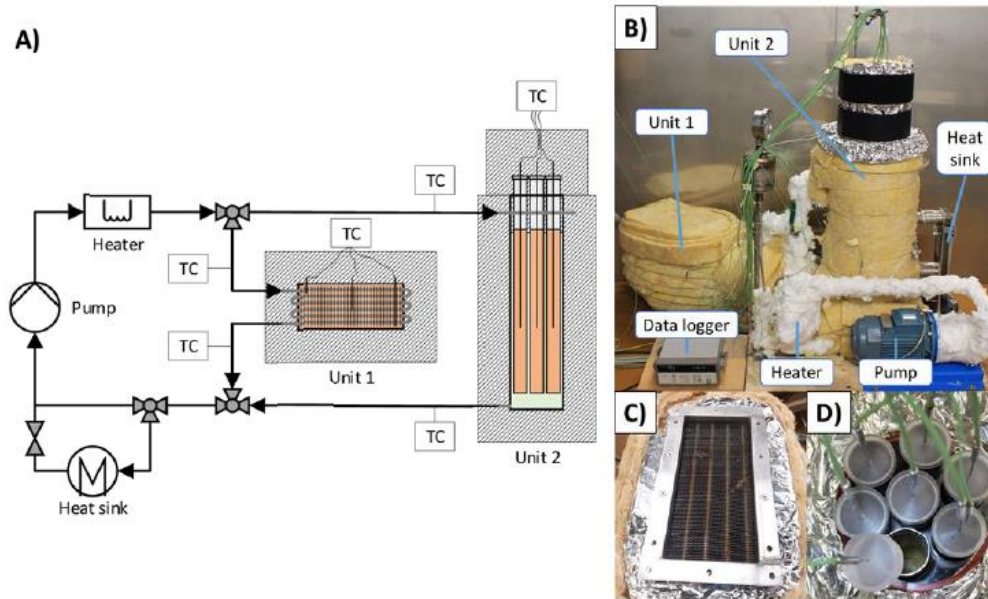 A)
TC
TC
Heater
TC
TC
Pump
TC
Unit 1
TC
Heat sink
Unit 2
B)
Unit 2
Unit 1
Heat
sink
Data logger
Heater
Pump
C)
D)